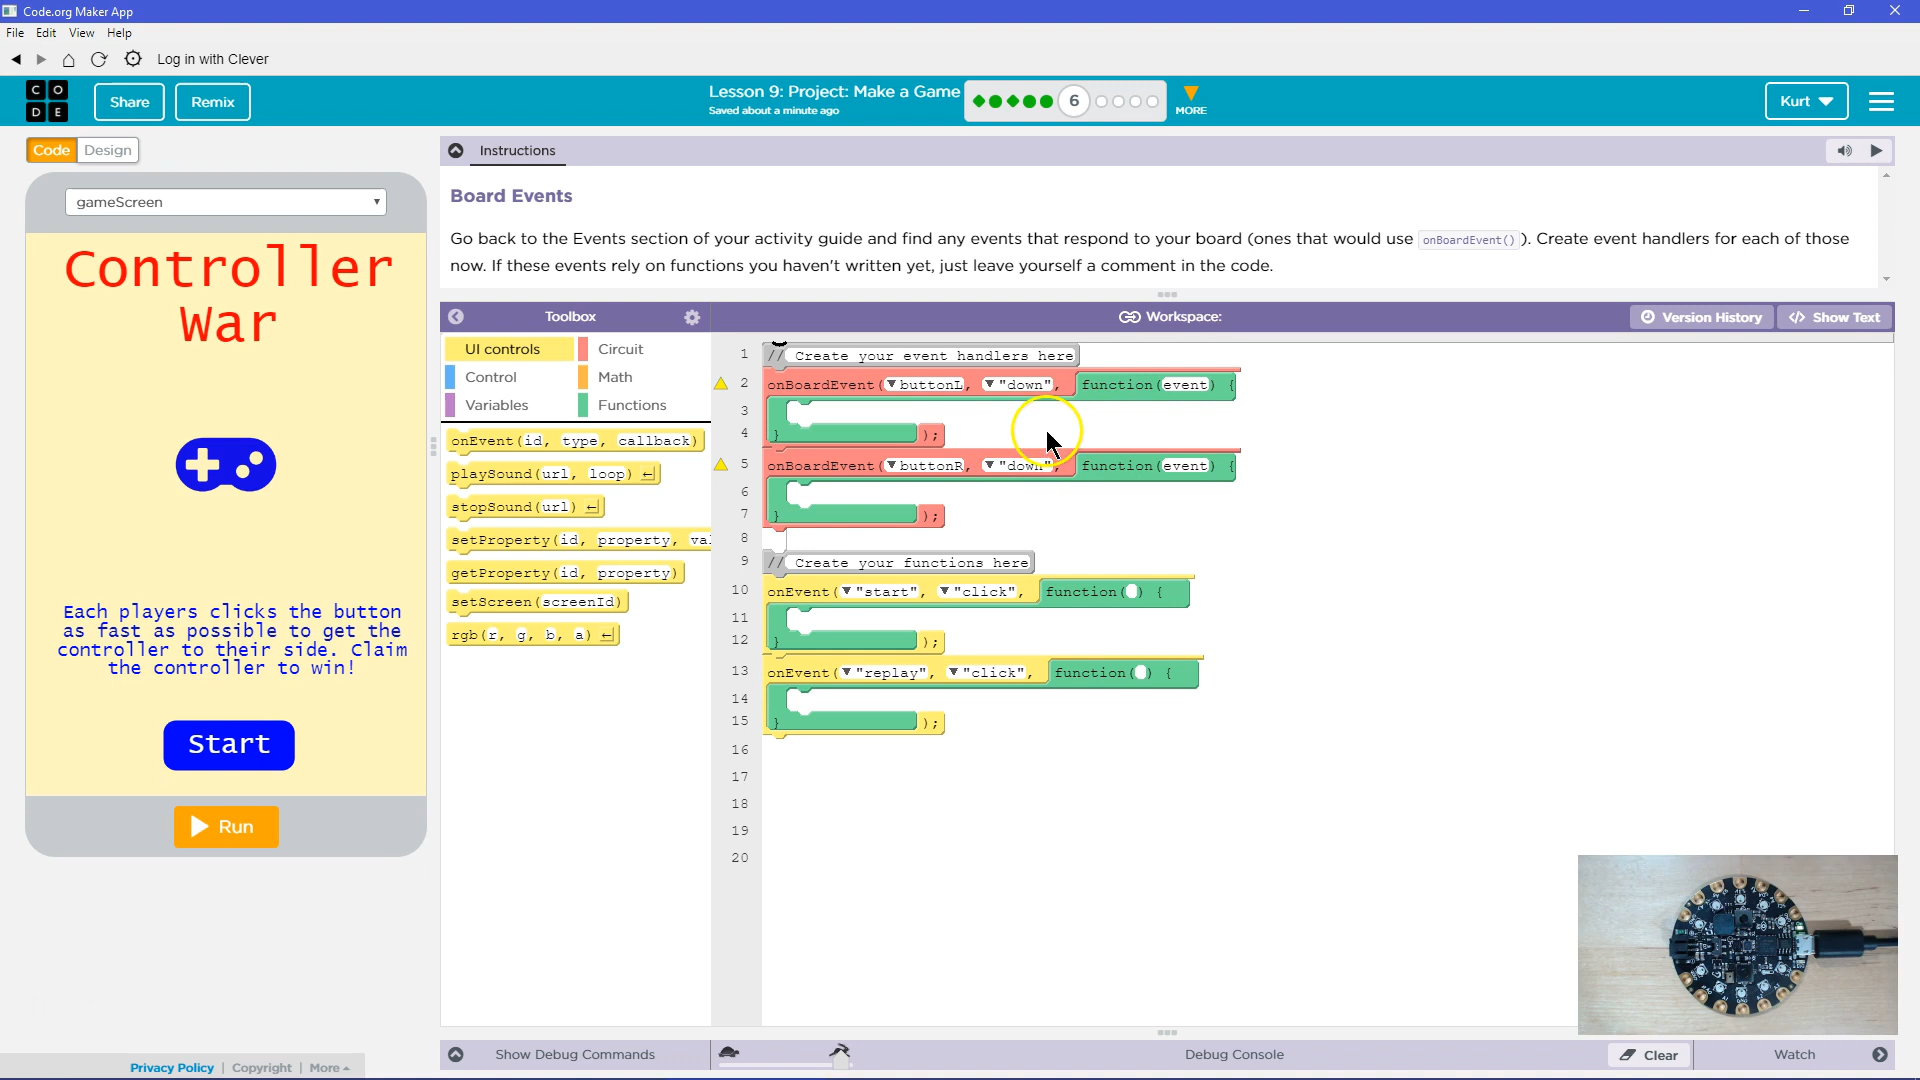 Code.org Maker App
File Edit View Help
Log in with Clever
C O D E
Share
Remix
Lesson 9: Project: Make a Game
Saved about a minute ago
6
MORE
Kurt
Code Design
gameScreen
Controller
War
Each players clicks the button
as fast as possible to get the
controller to their side. Claim
the controller to win!
Start
Run
Instructions
Board Events
Go back to the Events section of your activity guide and find any events that respond to your board (ones that would use onBoardEvent()). Create event handlers for each of those
now. If these events rely on functions you haven't written yet, just leave yourself a comment in the code.
Toolbox
Workspace:
Version History
</> Show Text
UI controls Circuit
Control Math
Variables Functions
onEvent(id, type, callback)
playSound(url, loop)
stopSound(url)
setProperty(id, property, val
getProperty(id, property)
setScreen(screenId)
rgb(r, g, b, a)
1 // Create your event handlers here
2 onBoardEvent(buttonL, "down", function(event) {
3
4 } );
5 onBoardEvent(buttonR, "down", function(event) {
6
7 } );
8
9 // Create your functions here
10 onEvent("start", "click", function() {
11
12 } );
13 onEvent("replay", "click", function() {
14
15 } );
16
17
18
19
20
Show Debug Commands
Debug Console
Clear
Watch
Privacy Policy | Copyright | More